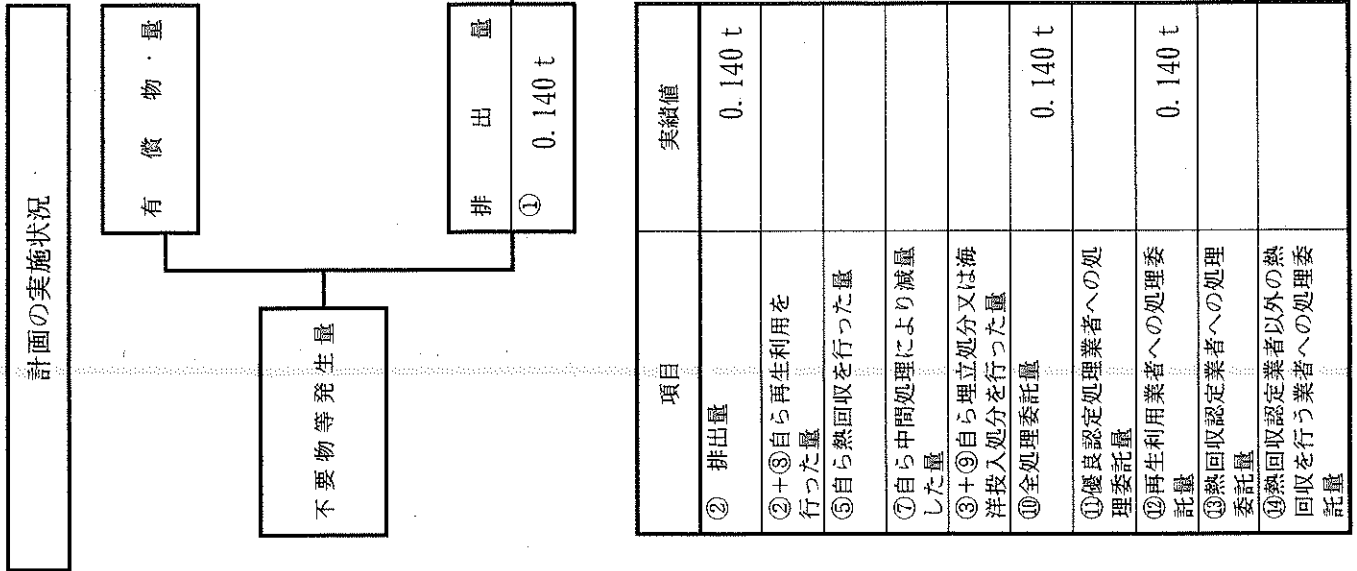 計画の実施状況
有償物・量
不要物等発生量
排出量
① 0.140 t
項目 実績値
② 排出量 0.140 t
②+⑧自ら再生利用を
行った量
⑤自ら熱回収を行った量
⑦自ら中間処理により減量
した量
③+⑨自ら埋立処分又は海
洋投入処分を行った量
⑩全処理委託量 0.140 t
⑪優良認定処理業者への処
理委託量
⑫再生利用業者への処理委
託量 0.140 t
⑬熱回収認定業者への処理
委託量
⑭熱回収認定業者以外の熱
回収を行う業者への処理委
託量